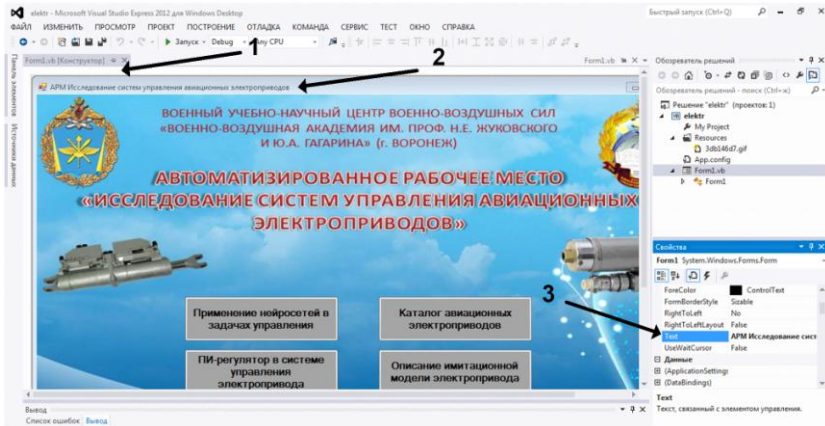 elektr - Microsoft Visual Studio Express 2012 для Windows Desktop
Быстрый запуск (Ctrl+Q)
ФАЙЛ ИЗМЕНИТЬ ПРОСМОТР ПРОЕКТ ПОСТРОЕНИЕ ОТЛАДКА КОМАНДА СЕРВИС ТЕСТ ОКНО СПРАВКА
Запуск Debug Any CPU
1
2
Панель элементов
Источники данных
Form1.vb [Конструктор]
Form1.vb
АРМ Исследование систем управления авиационных электроприводов
ВОЕННЫЙ УЧЕБНО-НАУЧНЫЙ ЦЕНТР ВОЕННО-ВОЗДУШНЫХ СИЛ
«ВОЕННО-ВОЗДУШНАЯ АКАДЕМИЯ ИМ. ПРОФ. Н.Е. ЖУКОВСКОГО
И Ю.А. ГАГАРИНА» (г. ВОРОНЕЖ)
АВТОМАТИЗИРОВАННОЕ РАБОЧЕЕ МЕСТО
«ИССЛЕДОВАНИЕ СИСТЕМ УПРАВЛЕНИЯ АВИАЦИОННЫХ
ЭЛЕКТРОПРИВОДОВ»
Применение нейросетей в
задачах управления
Каталог авиационных
электроприводов
ПИ-регулятор в системе
управления
электропривода
Описание имитационной
модели электропривода
3
Вывод
Список ошибок Вывод
Обозреватель решений
Обозреватель решений - поиск (Ctrl+ж)
Решение "elektr" (проектов: 1)
elektr
My Project
Resources
3db146d7.gif
App.config
Form1.vb
Form1
Свойства
Form1 System.Windows.Forms.Form
ForeColor ControlText
FormBorderStyle Sizable
RightToLeft No
RightToLeftLayout False
Text АРМ Исследование сист
UseWaitCursor False
Данные
(ApplicationSettings
(DataBindings)
Text
Текст, связанный с элементом управления.